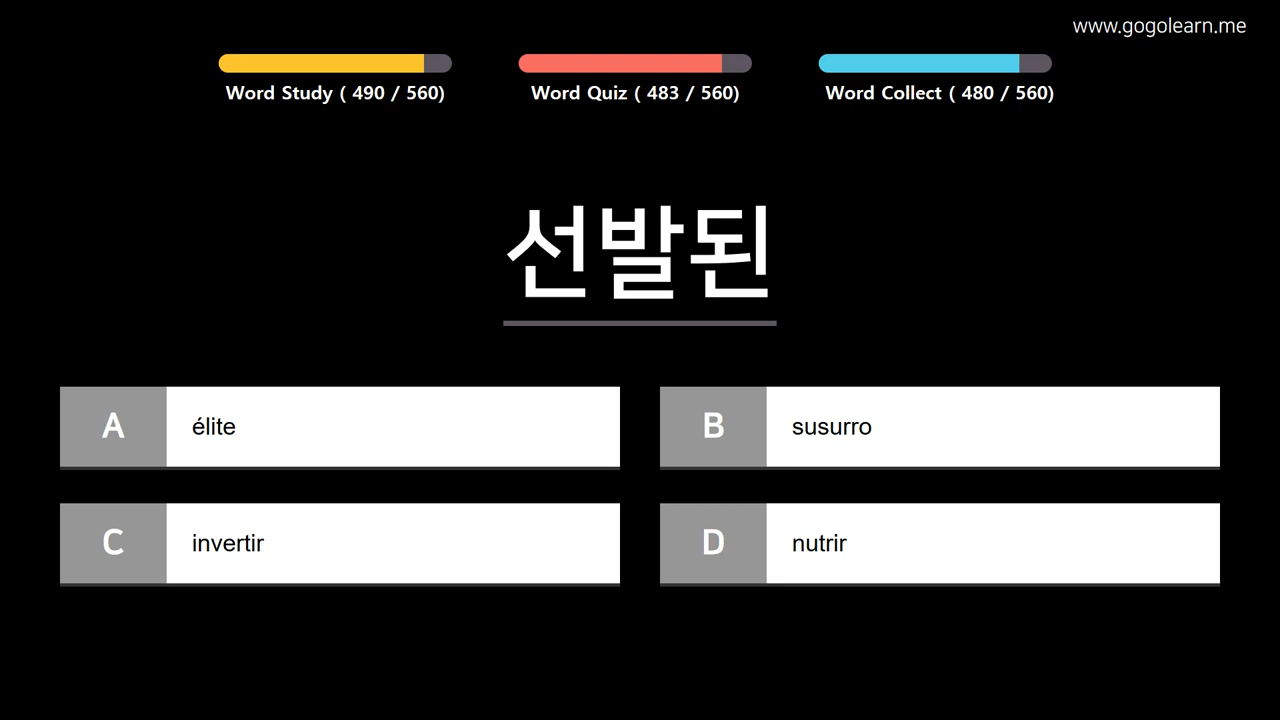 www.gogolearn.me
Word Study ( 490 / 560)
Word Quiz ( 483 / 560)
Word Collect ( 480 / 560)
선발된
A élite
B susurro
C invertir
D nutrir